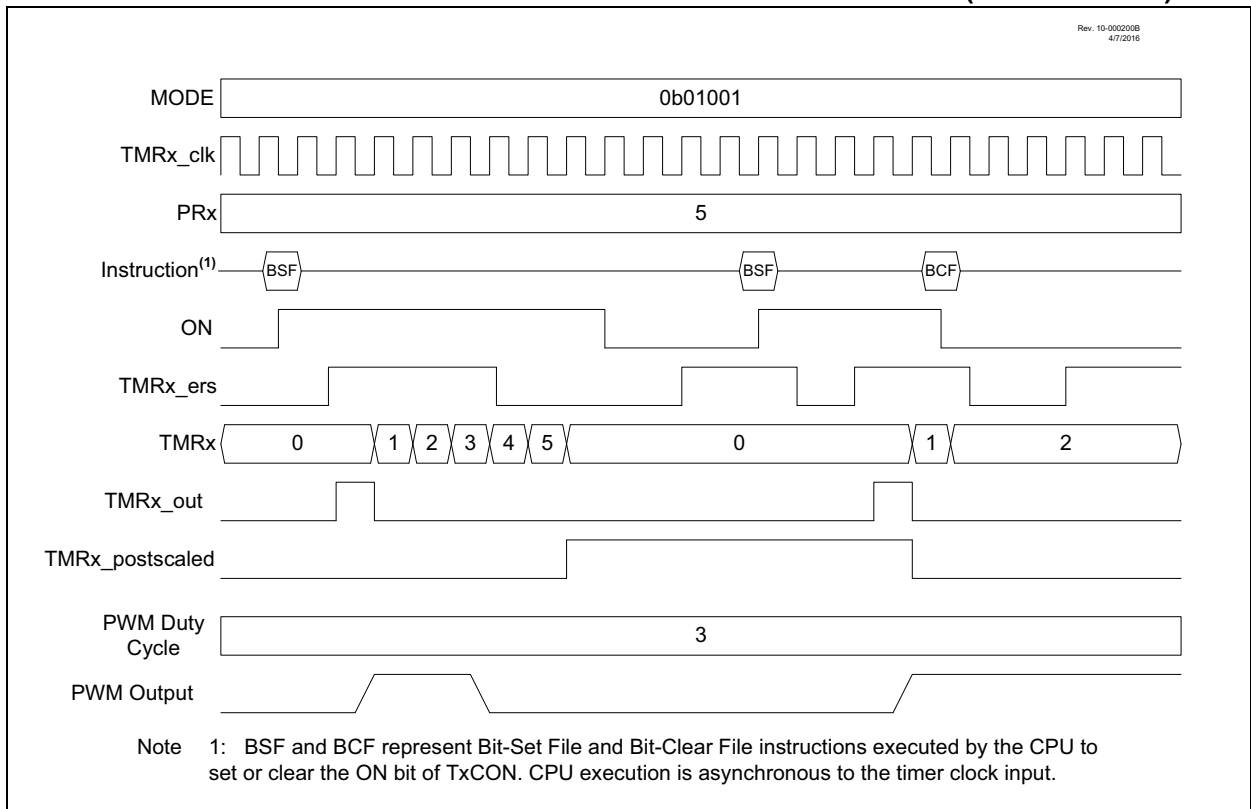 Rev. 10-000200B
4/7/2016
MODE 0b01001
TMRx_clk
PRx 5
Instruction(1) BSF BSF BCF
ON
TMRx_ers
TMRx 0 1 2 3 4 5 0 1 2
TMRx_out
TMRx_postscaled
PWM Duty
Cycle 3
PWM Output
Note 1: BSF and BCF represent Bit-Set File and Bit-Clear File instructions executed by the CPU to
set or clear the ON bit of TxCON. CPU execution is asynchronous to the timer clock input.